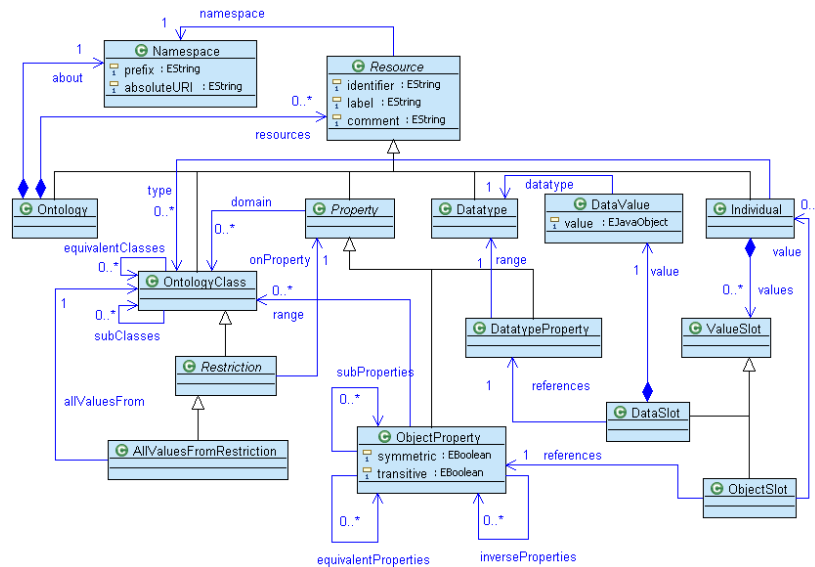 namespace
1
Namespace
prefix : EString
absoluteURI : EString
1
about
Resource
identifier : EString
label : EString
comment : EString
0..*
resources
type
0..*
domain
0..*
datatype
1
Ontology
Property
Datatype
DataValue
value : EJavaObject
Individual
0..
equivalentClasses
0..*
onProperty
1
1
range
1
value
value
0..*
values
OntologyClass
1
0..*
range
0..*
subClasses
DatatypeProperty
ValueSlot
Restriction
subProperties
0..*
1
references
allValuesFrom
DataSlot
AllValuesFromRestriction
ObjectProperty
symmetric : EBoolean
transitive : EBoolean
1
references
ObjectSlot
0..*
0..*
equivalentProperties
inverseProperties